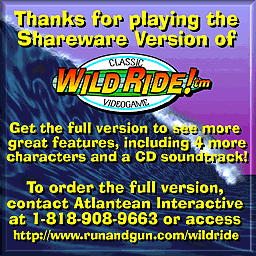 Thanks for playing the
Shareware Version of
CLASSIC
WILD RIDE! tm
VIDEOGAME
Get the full version to see more
great features, including 4 more
characters and a CD soundtrack!
To order the full version,
contact Atlantean Interactive
at 1-818-908-9663 or access
http://www.runandgun.com/wildride